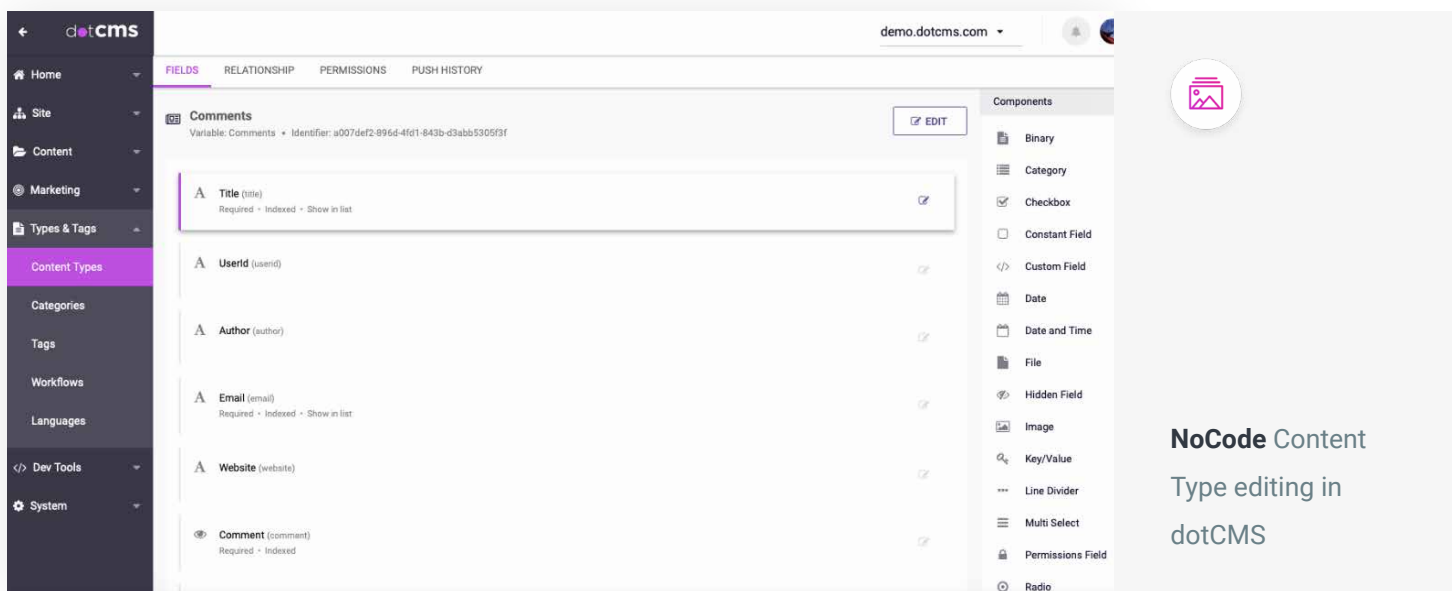 dotcms
demo.dotcms.com
Home
Site
Content
Marketing
Types & Tags
Content Types
Categories
Tags
Workflows
Languages
Dev Tools
System
FIELDS RELATIONSHIP PERMISSIONS PUSH HISTORY
Comments
Variable: Comments • Identifier: a007def2-896d-4fd1-843b-d3abb5305f3f
EDIT
Title (title)
Required • Indexed • Show in list
UserId (userid)
Author (author)
Email (email)
Required • Indexed • Show in list
Website (website)
Comment (comment)
Required • Indexed
Components
Binary
Category
Checkbox
Constant Field
Custom Field
Date
Date and Time
File
Hidden Field
Image
Key/Value
Line Divider
Multi Select
Permissions Field
Radio
NoCode Content
Type editing in
dotCMS